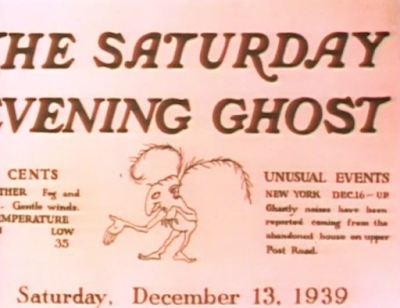 THE SATURDAY
EVENING GHOST
CENTS
THER Fog and
- Gentle winds.
EMPERATURE
LOW
35
UNUSUAL EVENTS
NEW YORK DEC.16-UP
Ghastly noises have been
reported coming from the
abandoned house on upper
Post Road.
Saturday, December 13, 1939